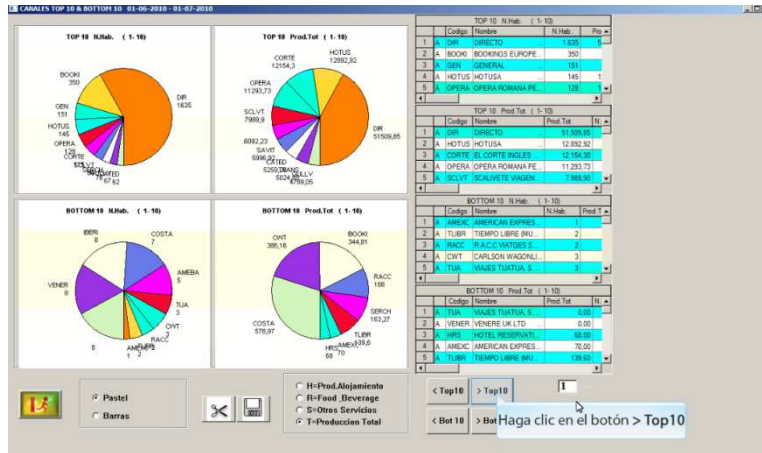 CANALES TOP 10 & BOTTOM 10 01-06-2010 - 01-07-2010
TOP 10 N.Hab. ( 1- 10)
BOOKI
350
GEN
151
HOTUS
145
OPERA
128
CORTE
DIR
1635
TOP 10 Prod.Tot ( 1- 10)
HOTUS
12892,92
CORTE
12154,3
OPERA
11293,73
SCLVT
7989,9
6092,23
SAVIT
5996,92
DIR
51509,85
BOTTOM 10 N.Hab. ( 1- 10)
IBERI
8
COSTA
7
AMEBA
5
VENER
8
TUA
3
CWT
3
RACC
8
BOTTOM 10 Prod.Tot ( 1- 10)
CWT
386,16
BOOKI
344,81
RACC
188
SERCH
163,27
COSTA
578,97
TLIBR
HRS
68
AMEXC
70
TOP 10 N.Hab. ( 1- 10)
Codigo Nombre N.Hab. Pro
1 A DIR DIRECTO 1.635
2 A BOOKI BOOKINGS EUROPE...
350
3 A GEN GENERAL 151
4 A HOTUS HOTUSA 145 1
5 A OPERA OPERA ROMANA PE... 128 1
TOP 10 Prod.Tot ( 1- 10)
Codigo Nombre Prod.Tot N.
1 A DIR DIRECTO 51.509,85
2 A HOTUS HOTUSA 12.892,92
3 A CORTE EL CORTE INGLES 12.154,30
4 A OPERA OPERA ROMANA PE... 11.293,73
5 A SCLVT SCALIVETE VIAGEN... 7.989,90
BOTTOM 10 N.Hab. ( 1- 10)
Codigo Nombre N.Hab. Prod.T
1 A AMEXC AMERICAN EXPRES... 1
2 A TLIBR TIEMPO LIBRE (MU... 2
3 A RACC R.A.C.C VIATGES S... 2
4 A CWT CARLSON WAGONLI... 3
5 A TUA VIAJES TUATUA, S. ... 3
BOTTOM 10 Prod.Tot ( 1- 10)
Codigo Nombre Prod.Tot N.
1 A TUA VIAJES TUATUA, S. ... 0,00
2 A VENER VENERE UK LTD ... 0,00
3 A HRS HOTEL RESERVATI... 68,00
4 A AMEXC AMERICAN EXPRES... 70,00
5 A TLIBR TIEMPO LIBRE (MU... 139,60
Pastel
Barras
H=Prod.Alojamiento
R=Food_Beverage
S=Otros Servicios
T=Produccion Total
< Top10 > Top10 1
< Bot 10 > Bot
Haga clic en el botón > Top10